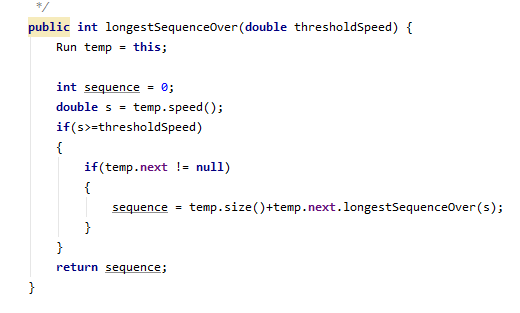 */
public int longestSequenceOver(double thresholdSpeed) {
Run temp = this;
int sequence = 0;
double s = temp.speed();
if(s>=thresholdSpeed)
{
if(temp.next != null)
{
sequence = temp.size()+temp.next.longestSequenceOver(s);
}
}
return sequence;
}